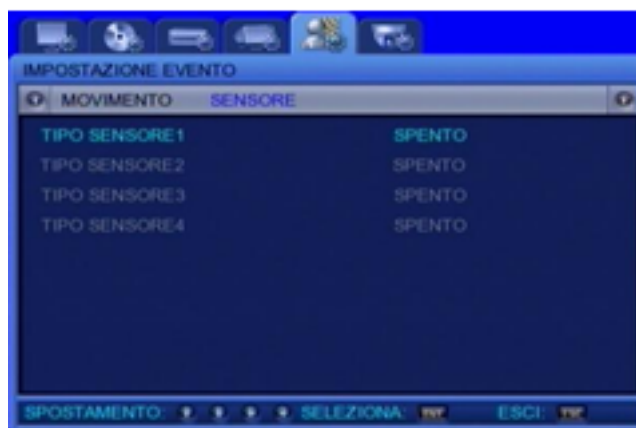 IMPOSTAZIONE EVENTO
MOVIMENTO SENSORE
TIPO SENSORE1 SPENTO
TIPO SENSORE2 SPENTO
TIPO SENSORE3 SPENTO
TIPO SENSORE4 SPENTO
SPOSTAMENTO: SELEZIONA: ESCI: